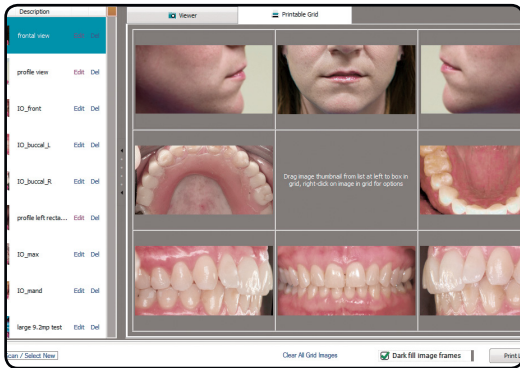 Description
Viewer
Printable Grid
frontal view Edit Del
profile view Edit Del
IO_front Edit Del
IO_buccal_L Edit Del
IO_buccal_R Edit Del
profile left recta... Edit Del
IO_max Edit Del
IO_mand Edit Del
large 9.2mp test Edit Del
Drag image thumbnail from list at left to box in
grid, right-click on image in grid for options
/ Select New
Clear All Grid Images
Dark fill image frames
Print